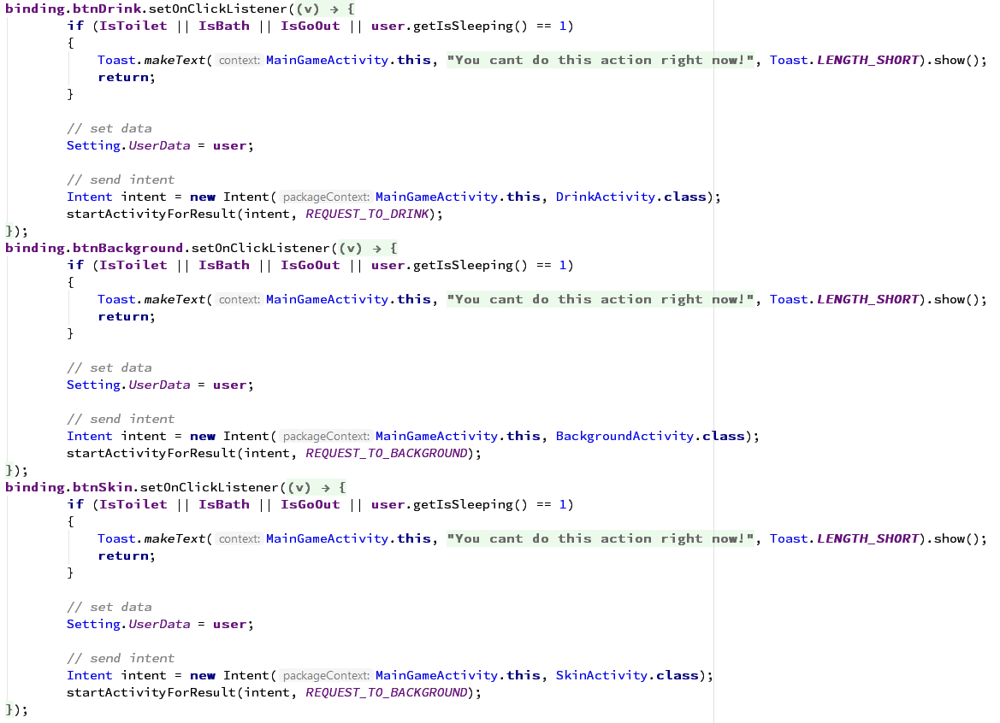 binding.btnDrink.setOnClickListener((v) → {
if (IsToilet || IsBath || IsGoOut || user.getIsSleeping() == 1)
{
Toast.makeText( context: MainGameActivity.this, "You cant do this action right now!", Toast.LENGTH_SHORT).show();
return;
}
// set data
Setting.UserData = user;
// send intent
Intent intent = new Intent( packageContext: MainGameActivity.this, DrinkActivity.class);
startActivityForResult(intent, REQUEST_TO_DRINK);
});
binding.btnBackground.setOnClickListener((v) → {
if (IsToilet || IsBath || IsGoOut || user.getIsSleeping() == 1)
{
Toast.makeText( context: MainGameActivity.this, "You cant do this action right now!", Toast.LENGTH_SHORT).show();
return;
}
// set data
Setting.UserData = user;
// send intent
Intent intent = new Intent( packageContext: MainGameActivity.this, BackgroundActivity.class);
startActivityForResult(intent, REQUEST_TO_BACKGROUND);
});
binding.btnSkin.setOnClickListener((v) → {
if (IsToilet || IsBath || IsGoOut || user.getIsSleeping() == 1)
{
Toast.makeText( context: MainGameActivity.this, "You cant do this action right now!", Toast.LENGTH_SHORT).show();
return;
}
// set data
Setting.UserData = user;
// send intent
Intent intent = new Intent( packageContext: MainGameActivity.this, SkinActivity.class);
startActivityForResult(intent, REQUEST_TO_BACKGROUND);
});